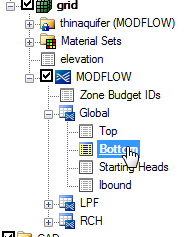 grid
thinaquifer (MODFLOW)
Material Sets
elevation
MODFLOW
Zone Budget IDs
Global
Top
Bottom
Starting Heads
Ibound
LPF
RCH